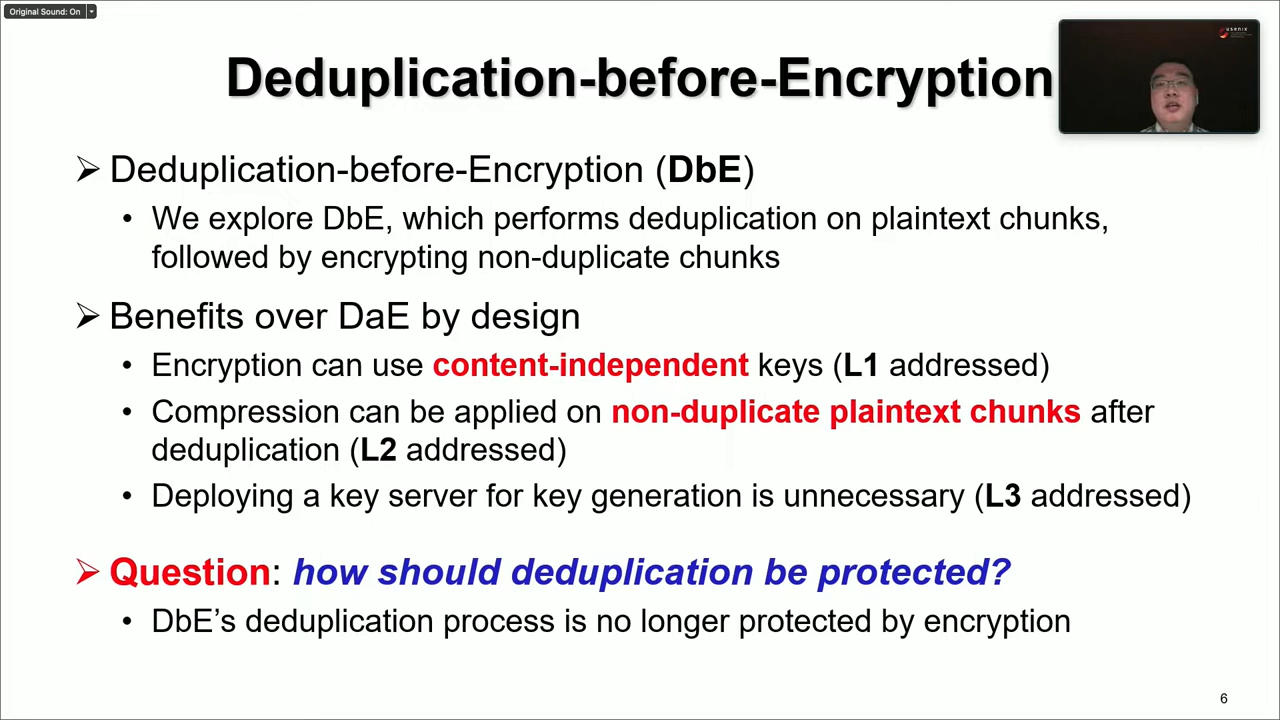 Original Sound: On
usenix
Deduplication-before-Encryption
➢ Deduplication-before-Encryption (DbE)
• We explore DbE, which performs deduplication on plaintext chunks,
followed by encrypting non-duplicate chunks
➢ Benefits over DaE by design
• Encryption can use content-independent keys (L1 addressed)
• Compression can be applied on non-duplicate plaintext chunks after
deduplication (L2 addressed)
• Deploying a key server for key generation is unnecessary (L3 addressed)
➢ Question: how should deduplication be protected?
• DbE’s deduplication process is no longer protected by encryption
6